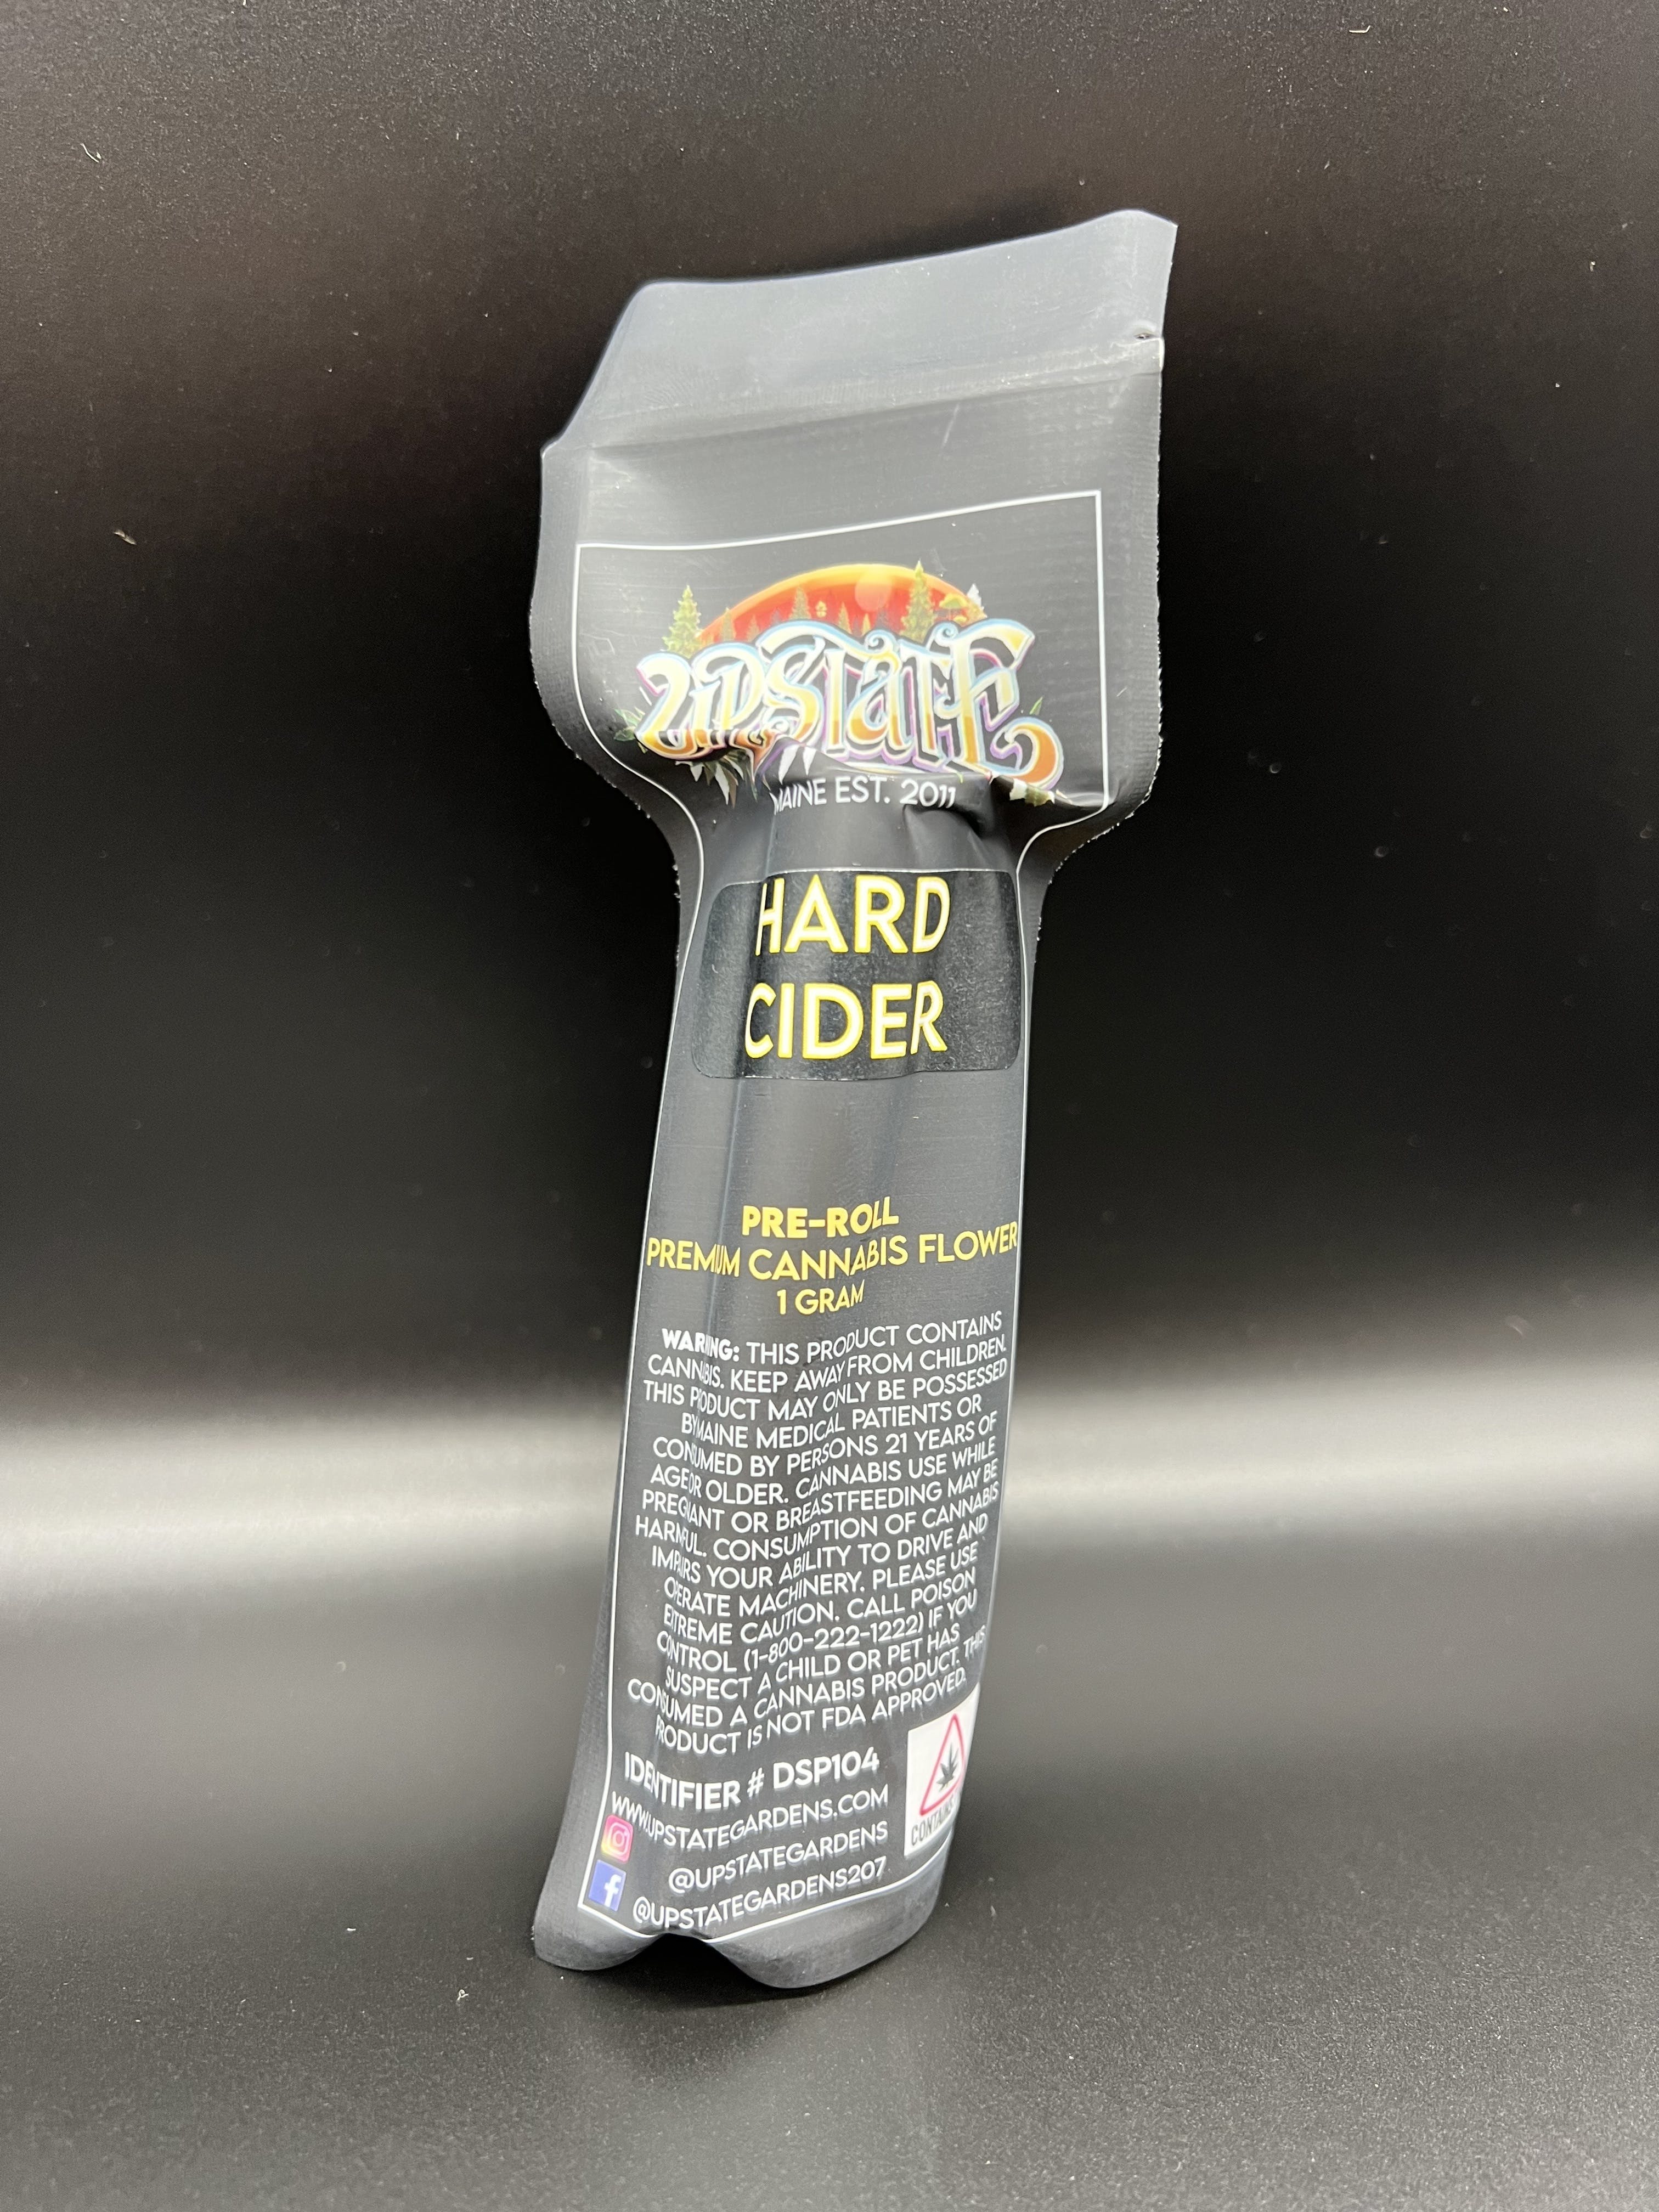 UPSTATE
MAINE EST. 2011
HARD
CIDER
PRE-ROLL
PREMIUM CANNABIS FLOWER
1 GRAM
WARING: THIS PRODUCT CONTAINS
CANNABIS. KEEP AWAY FROM CHILDREN.
THIS PRODUCT MAY ONLY BE POSSESSED
BY MAINE MEDICAL PATIENTS OR
CONSUMED BY PERSONS 21 YEARS OF
AGE OR OLDER. CANNABIS USE WHILE
PREGNANT OR BREASTFEEDING MAY BE
HARMFUL. CONSUMPTION OF CANNABIS
IMPAIRS YOUR ABILITY TO DRIVE AND
OPERATE MACHINERY. PLEASE USE
EXTREME CAUTION. CALL POISON
CONTROL (1-800-222-1222) IF YOU
SUSPECT A CHILD OR PET HAS
CONSUMED A CANNABIS PRODUCT. THIS
PRODUCT IS NOT FDA APPROVED.
IDENTIFIER # DSP104
WWW.UPSTATEGARDENS.COM
@UPSTATEGARDENS
@UPSTATEGARDENS207
CONTAINS